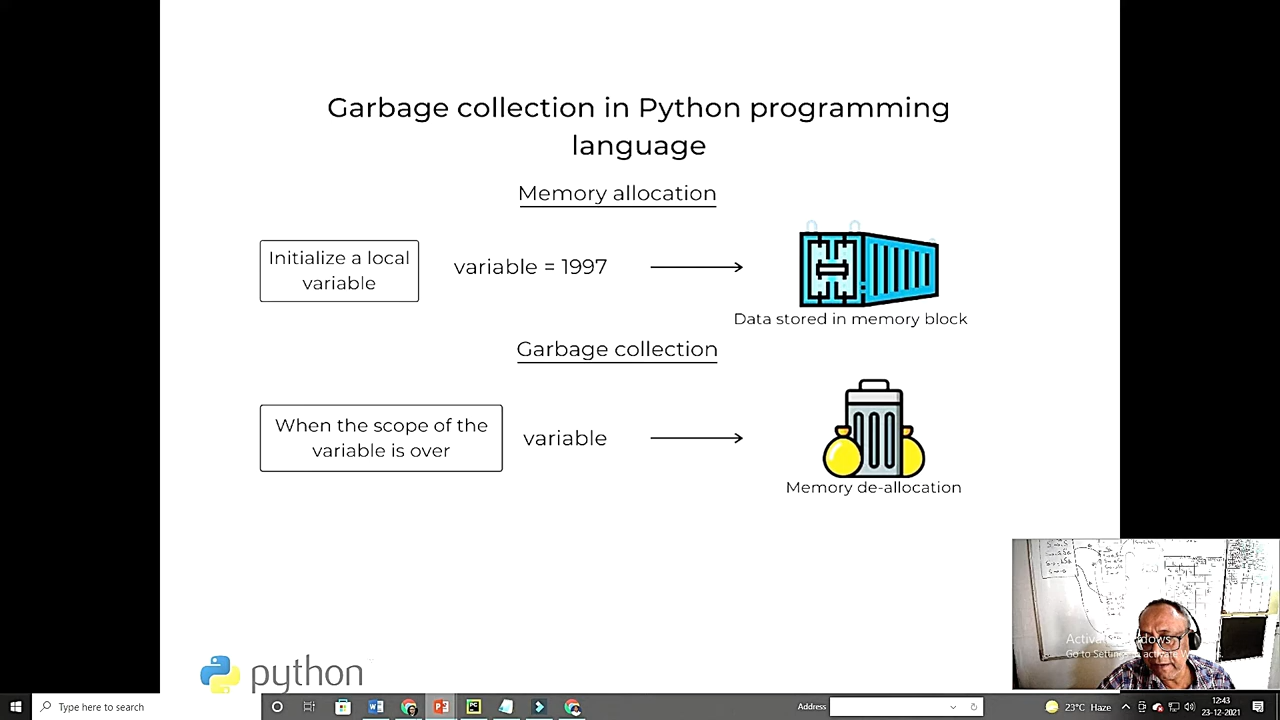 Garbage collection in Python programming
language
Memory allocation
Initialize a local
variable
variable = 1997
Data stored in memory block
Garbage collection
When the scope of the
variable is over
variable
Memory de-allocation
python
Type here to search
Address
23°C Haze
12:43
23-12-2021